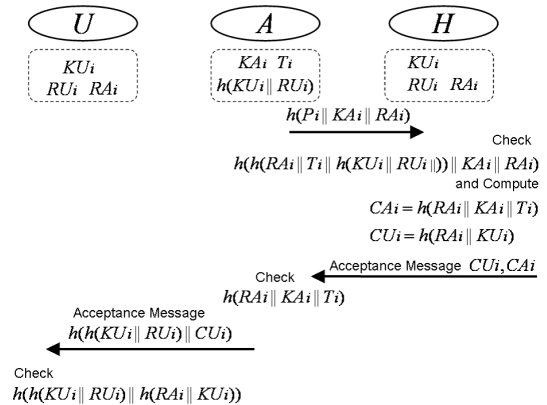 U A H
KUi
RUi RAi
KAi Ti
h(KUi || RUi)
KUi
RUi RAi
h(Pi || KAi || RAi)
Check
h(h(RAi || Ti || h(KUi || RUi ||)) || KAi || RAi)
and Compute
CAi = h(RAi || KAi || Ti)
CUi = h(RAi || KUi)
Acceptance Message CUi, CAi
Check
h(RAi || KAi || Ti)
Acceptance Message
h(h(KUi || RUi) || CUi)
Check
h(h(KUi || RUi) || h(RAi || KUi))